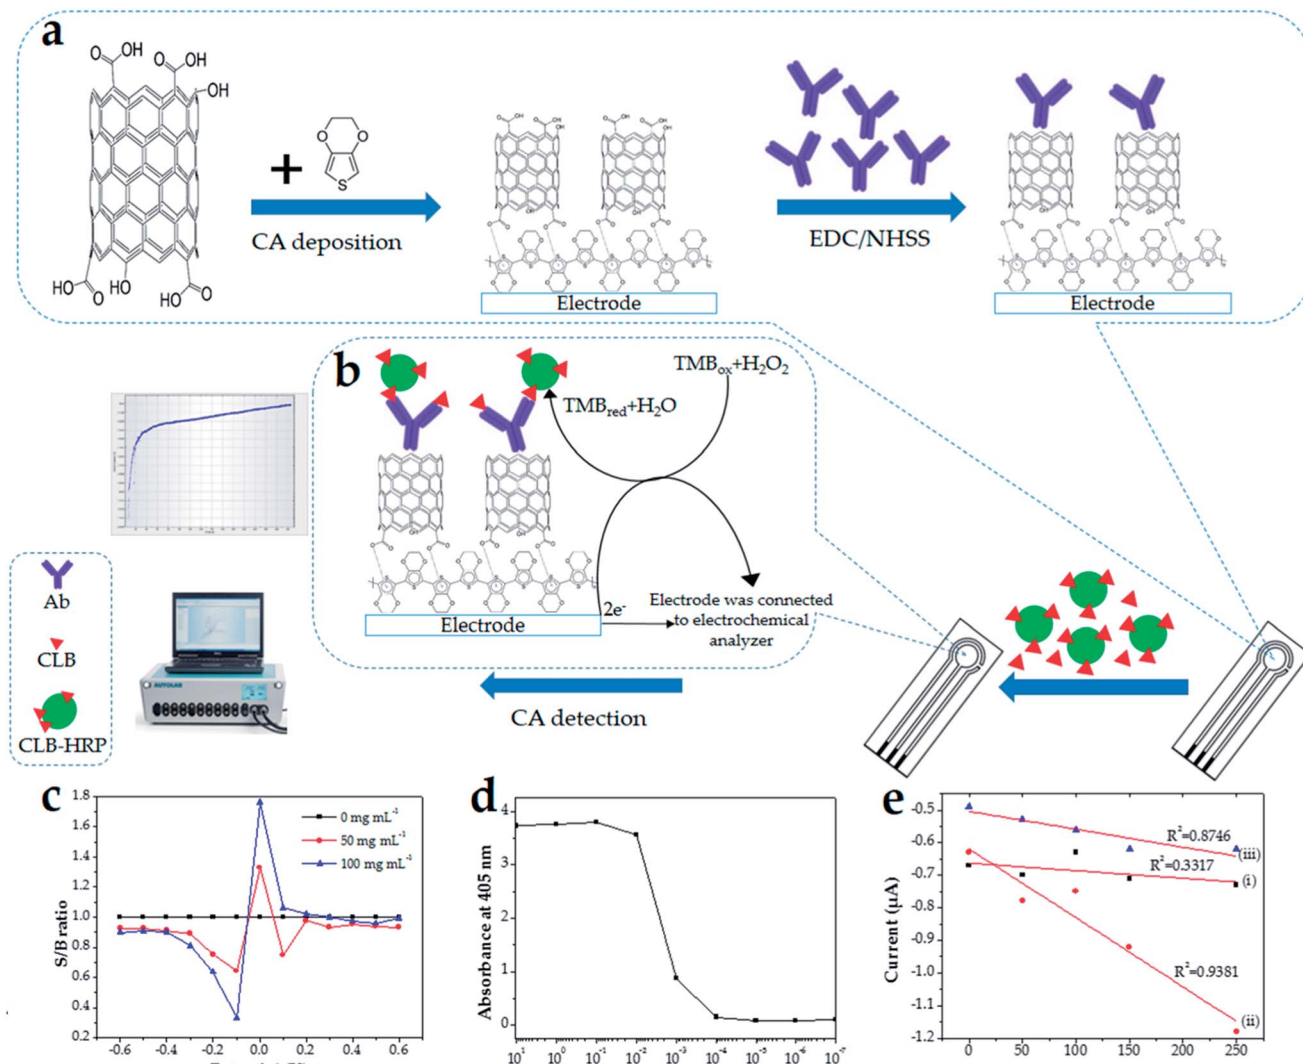 a
O
OH
O
OH
OH
HO
O
HO
HO
O
+
O
O
S
CA deposition
Electrode
EDC/NHSS
Electrode
b
TMBox+H2O2
TMBred+H2O
2e-
Electrode
Electrode was connected
to electrochemical
analyzer
Ab
CLB
CLB-HRP
AUTOLAB
CA detection
c
1.8
1.6
1.4
1.2
1.0
0.8
0.6
0.4
0.2
S/B ratio
0 mg mL-1
50 mg mL-1
100 mg mL-1
-0.6 -0.4 -0.2 0.0 0.2 0.4 0.6
d
4
3
2
1
0
Absorbance at 405 nm
10¹ 10⁰ 10⁻¹ 10⁻² 10⁻³ 10⁻⁴ 10⁻⁵ 10⁻⁶
e
-0.5
-0.6
-0.7
-0.8
-0.9
-1.0
-1.1
-1.2
Current (µA)
R²=0.8746
(iii)
R²=0.3317
(i)
R²=0.9381
(ii)
0 50 100 150 200 250